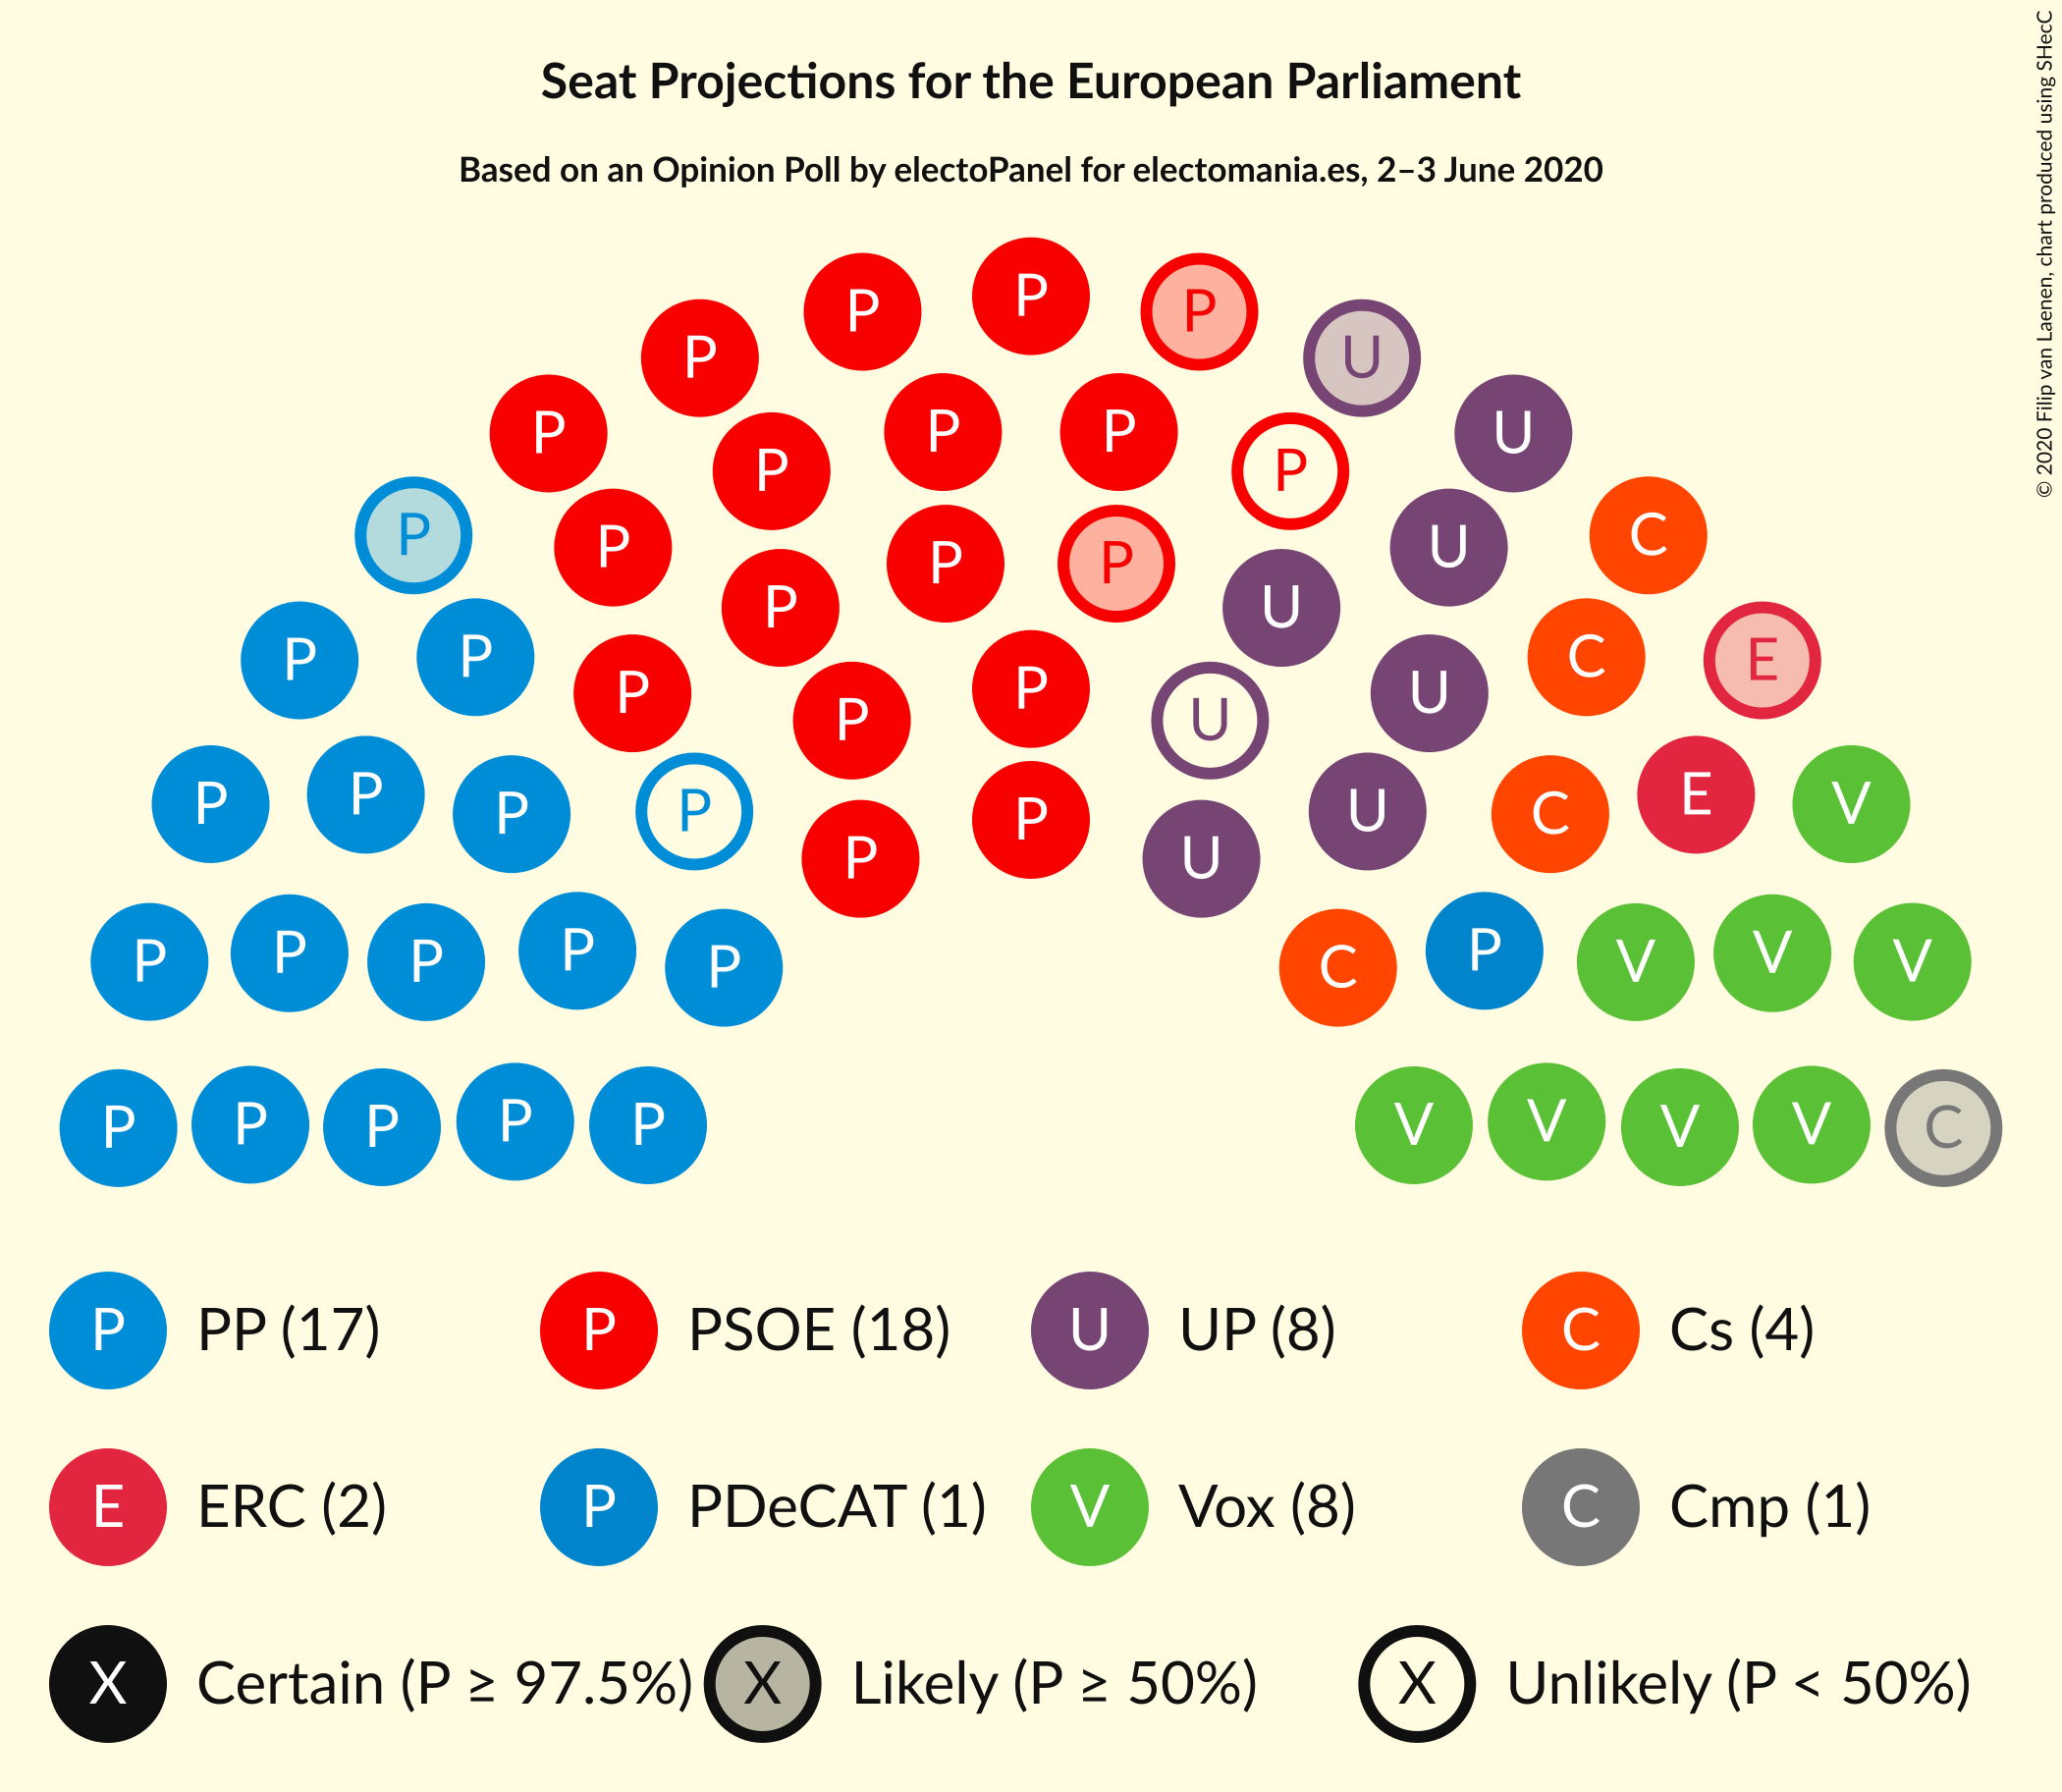 Seat Projections for the European Parliament
Based on an Opinion Poll by electoPanel for electomania.es, 2–3 June 2020
© 2020 Filip van Laenen, chart produced using SHecC
P
P P
P U
P U
P P
P P
P C
P P
P U
P P
U
P P
P C
P E
P U
P
P U
P E
P V
P P
P C
P U
P
P U
P P
P V
P V
P V
P C
P P P P P
V V V V C
P PP (17)
P PSOE (18)
U UP (8)
C Cs (4)
E ERC (2)
P PDeCAT (1)
V Vox (8)
C Cmp (1)
X Certain (P ≥ 97.5%)
X Likely (P ≥ 50%)
X Unlikely (P < 50%)